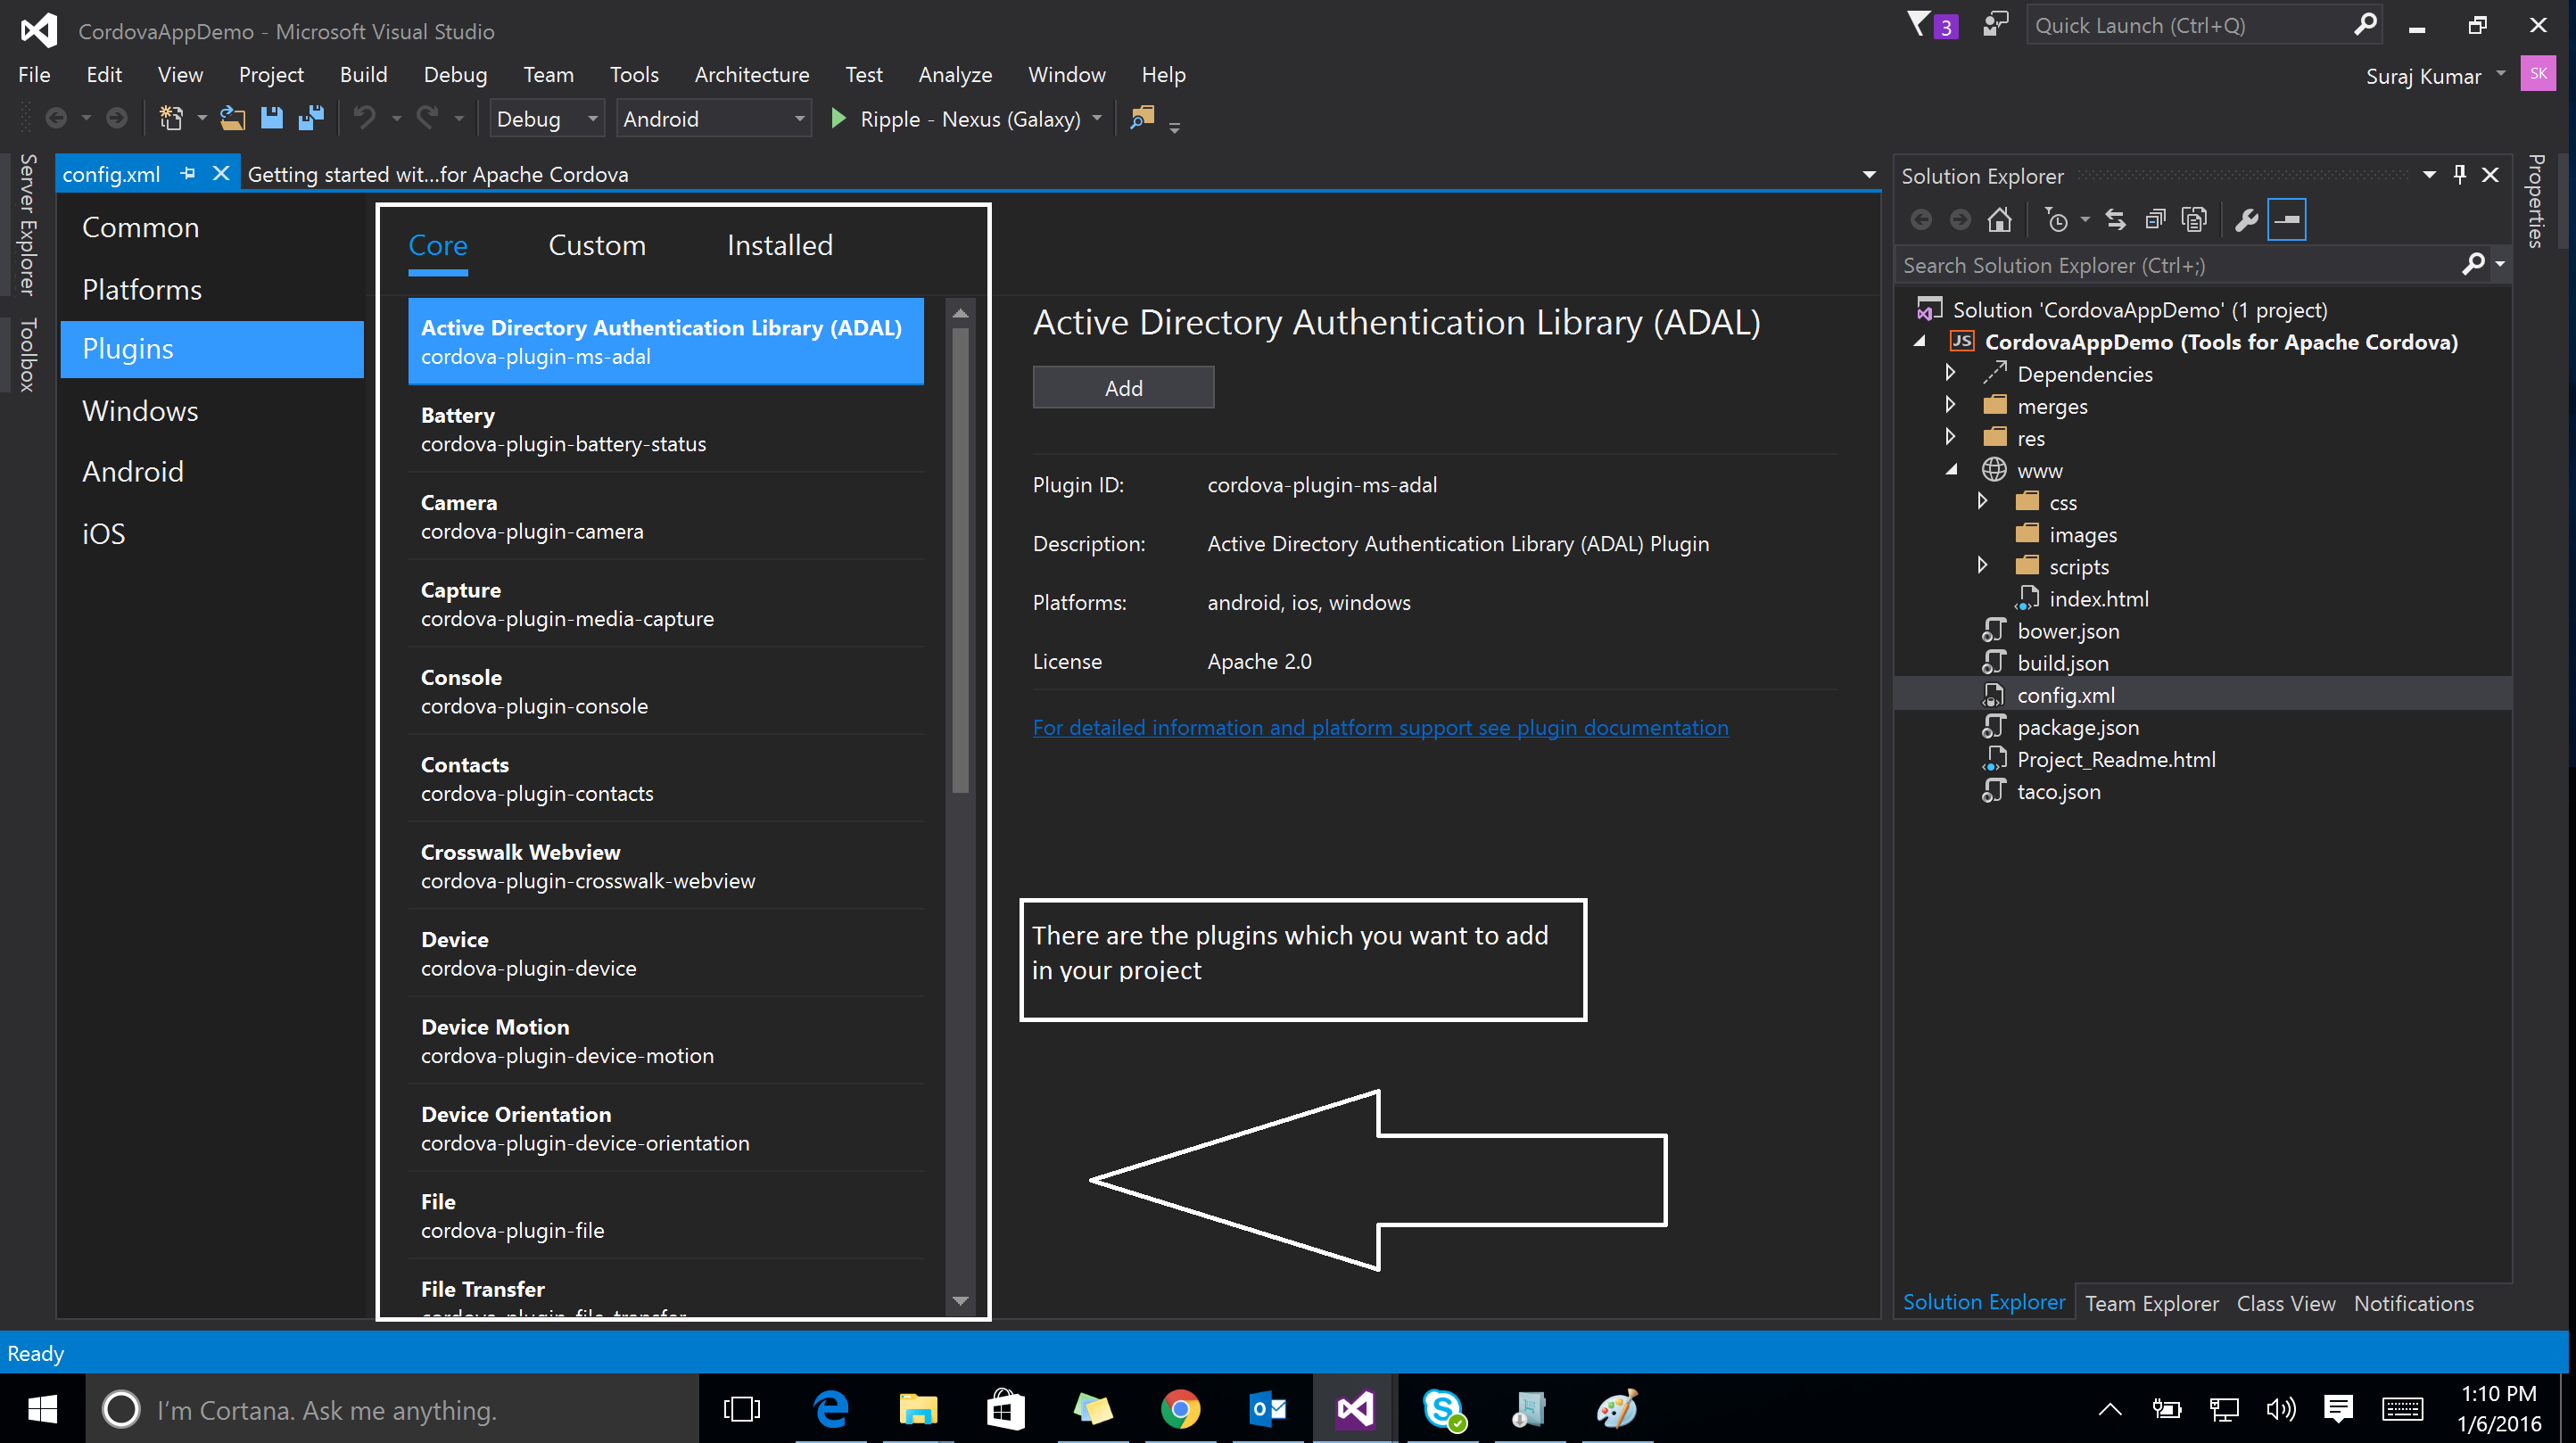 CordovaAppDemo - Microsoft Visual Studio
3
Quick Launch (Ctrl+Q)
File Edit View Project Build Debug Team Tools Architecture Test Analyze Window Help
Suraj Kumar
SK
Debug
Android
Ripple - Nexus (Galaxy)
Server Explorer
Toolbox
config.xml
Getting started wit...for Apache Cordova
Common
Platforms
Plugins
Windows
Android
iOS
Core Custom Installed
Active Directory Authentication Library (ADAL)
cordova-plugin-ms-adal
Battery
cordova-plugin-battery-status
Camera
cordova-plugin-camera
Capture
cordova-plugin-media-capture
Console
cordova-plugin-console
Contacts
cordova-plugin-contacts
Crosswalk Webview
cordova-plugin-crosswalk-webview
Device
cordova-plugin-device
Device Motion
cordova-plugin-device-motion
Device Orientation
cordova-plugin-device-orientation
File
cordova-plugin-file
File Transfer
cordova-plugin-file-transfer
Active Directory Authentication Library (ADAL)
Add
Plugin ID: cordova-plugin-ms-adal
Description: Active Directory Authentication Library (ADAL) Plugin
Platforms: android, ios, windows
License Apache 2.0
For detailed information and platform support see plugin documentation
There are the plugins which you want to add
in your project
Solution Explorer
Search Solution Explorer (Ctrl+;)
Solution 'CordovaAppDemo' (1 project)
JS CordovaAppDemo (Tools for Apache Cordova)
Dependencies
merges
res
www
css
images
scripts
index.html
bower.json
build.json
config.xml
package.json
Project_Readme.html
taco.json
Solution Explorer Team Explorer Class View Notifications
Properties
Ready
I'm Cortana. Ask me anything.
1:10 PM
1/6/2016